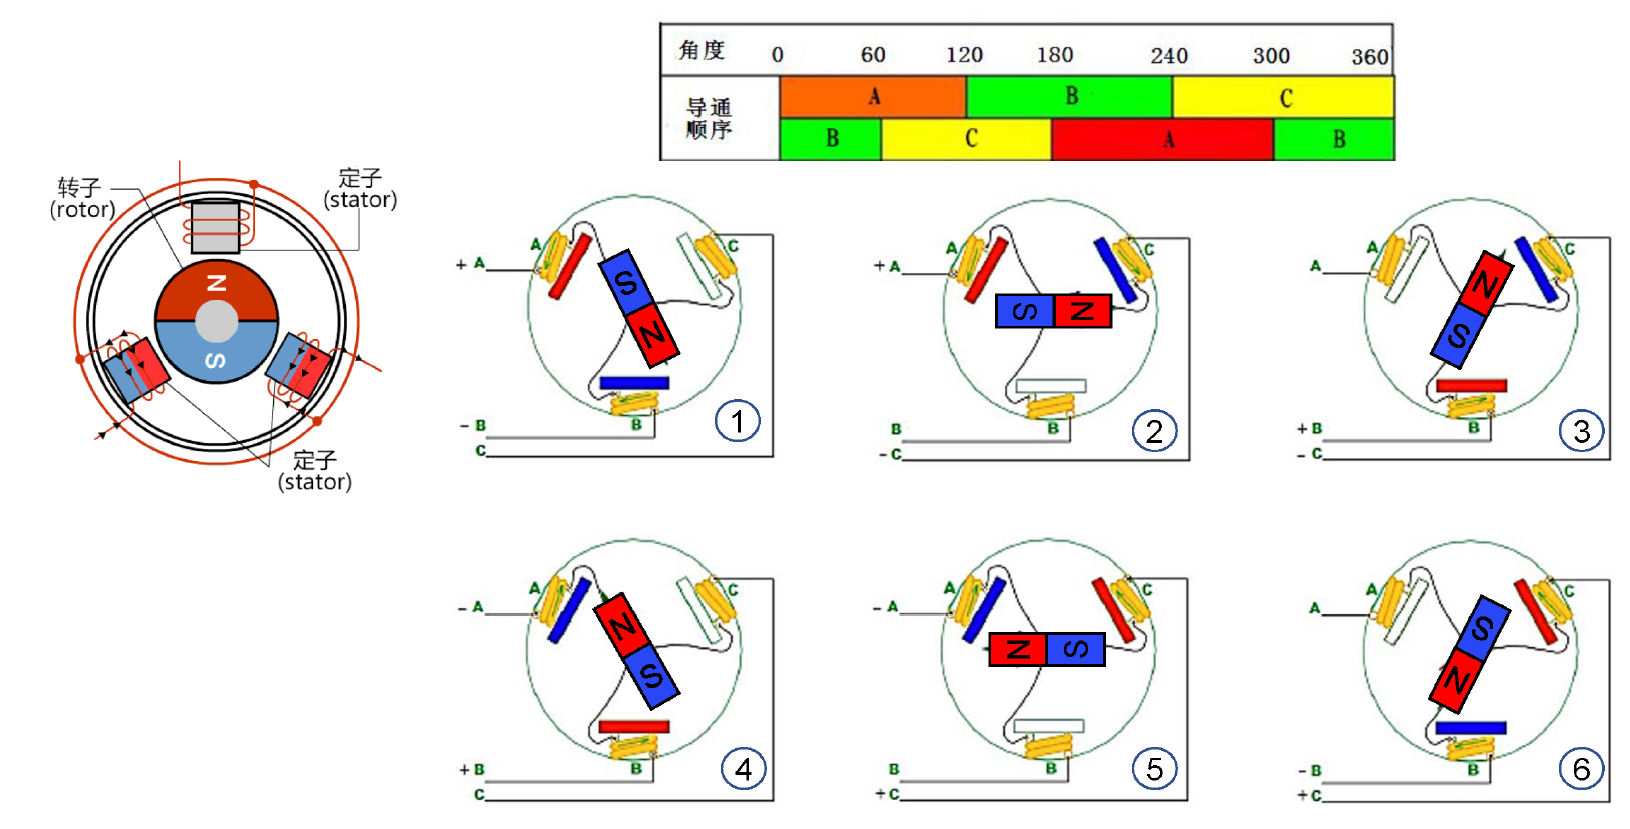 角度 0 60 120 180 240 300 360
导通顺序
A B C
B C A B
转子
(rotor)
定子
(stator)
N
S
定子
(stator)
A
C
+ A
S
N
- B
B
C
①
A
C
+ A
S N
B
B
- C
②
A
C
A
N
S
+ B
B
- C
③
A
C
- A
N
S
+ B
B
C
④
A
C
- A
N S
B
B
+ C
⑤
A
C
A
S
N
- B
B
+ C
⑥